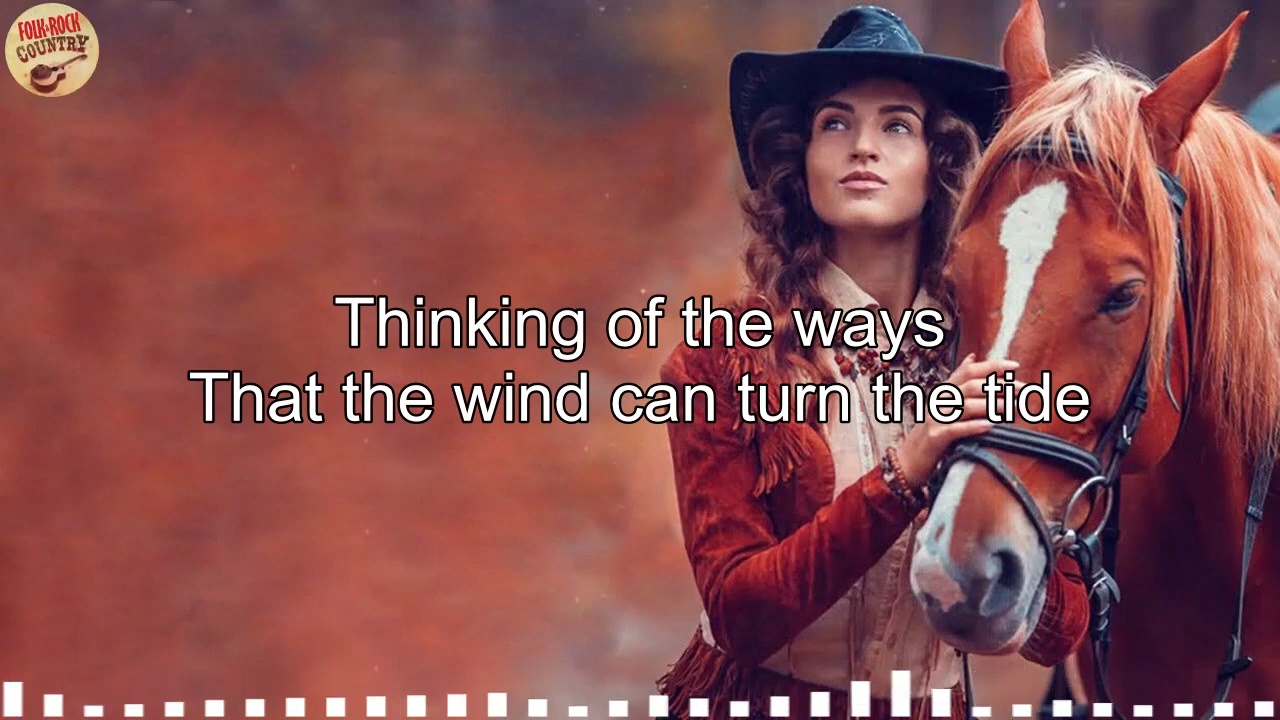 FOLK & ROCK
COUNTRY
Thinking of the ways
That the wind can turn the tide